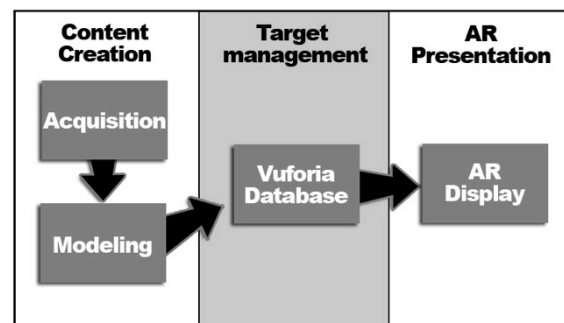 Content
Creation
Target
management
AR
Presentation
Acquisition
Modeling
Vuforia
Database
AR
Display